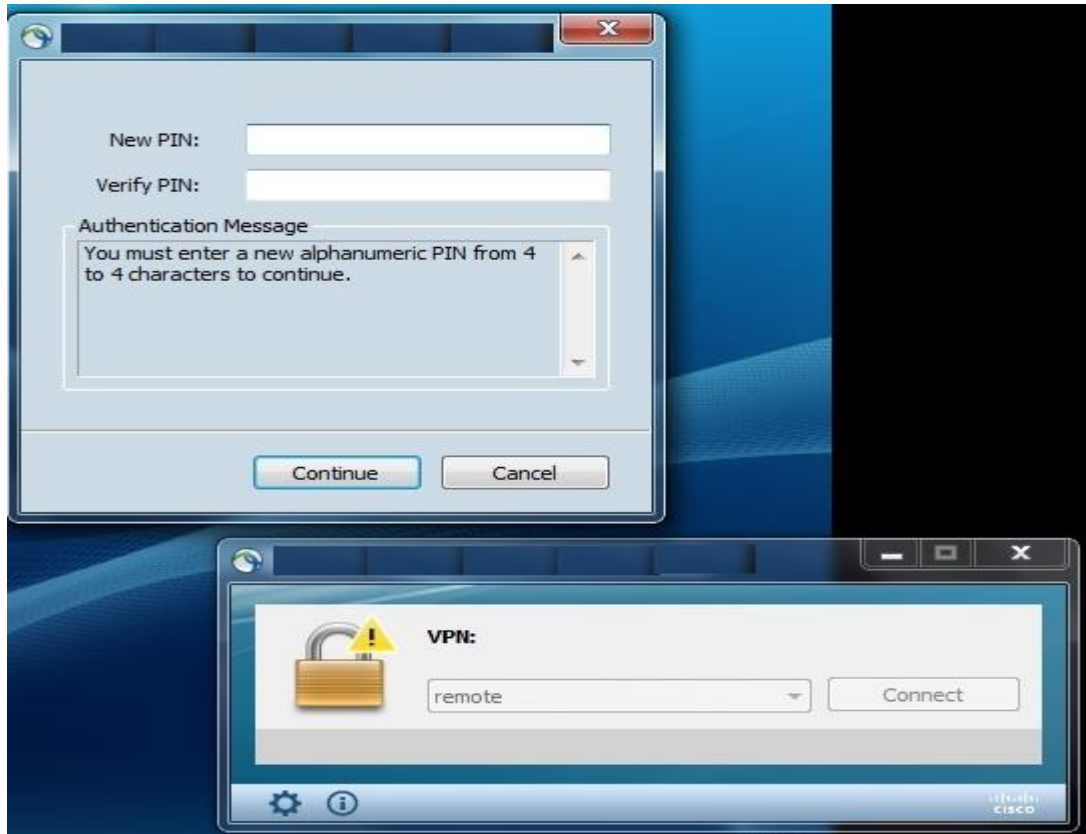 New PIN:
Verify PIN:
Authentication Message
You must enter a new alphanumeric PIN from 4
to 4 characters to continue.
Continue
Cancel
VPN:
remote
Connect
CISCO